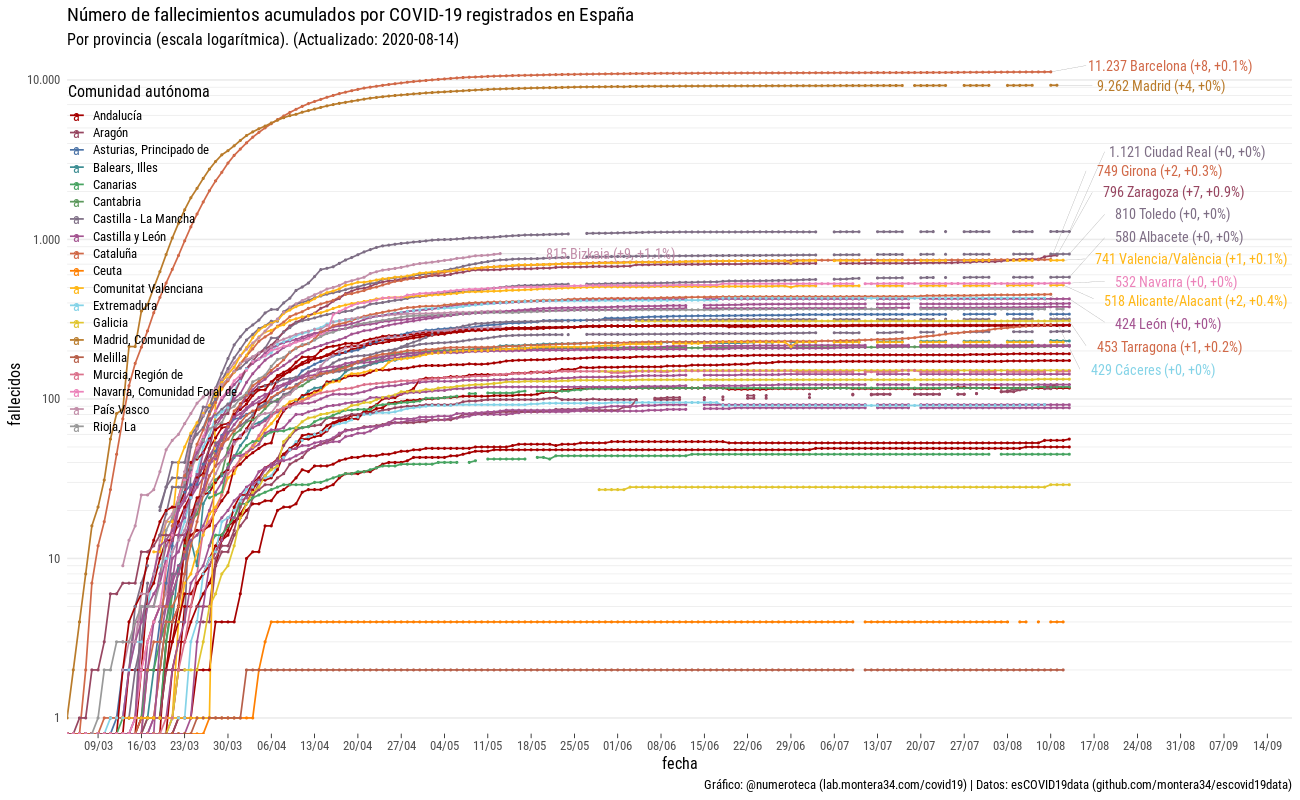 Número de fallecimientos acumulados por COVID-19 registrados en España
Por provincia (escala logarítmica). (Actualizado: 2020-08-14)
10.000
1.000
100
10
1
fallecidos
Comunidad autónoma
Andalucía
Aragón
Asturias, Principado de
Balears, Illes
Canarias
Cantabria
Castilla - La Mancha
Castilla y León
Cataluña
Ceuta
Comunitat Valenciana
Extremadura
Galicia
Madrid, Comunidad de
Melilla
Murcia, Región de
Navarra, Comunidad Foral de
País Vasco
Rioja, La
11.237 Barcelona (+8, +0.1%)
9.262 Madrid (+4, +0%)
1.121 Ciudad Real (+0, +0%)
749 Girona (+2, +0.3%)
796 Zaragoza (+7, +0.9%)
810 Toledo (+0, +0%)
580 Albacete (+0, +0%)
815 Bizkaia (+9, +1.1%)
741 Valencia/València (+1, +0.1%)
532 Navarra (+0, +0%)
518 Alicante/Alacant (+2, +0.4%)
424 León (+0, +0%)
453 Tarragona (+1, +0.2%)
429 Cáceres (+0, +0%)
09/03 16/03 23/03 30/03 06/04 13/04 20/04 27/04 04/05 11/05 18/05 25/05 01/06 08/06 15/06 22/06 29/06 06/07 13/07 20/07 27/07 03/08 10/08 17/08 24/08 31/08 07/09 14/09
fecha
Gráfico: @numeroteca (lab.montera34.com/covid19) | Datos: esCOVID19data (github.com/montera34/escovid19data)